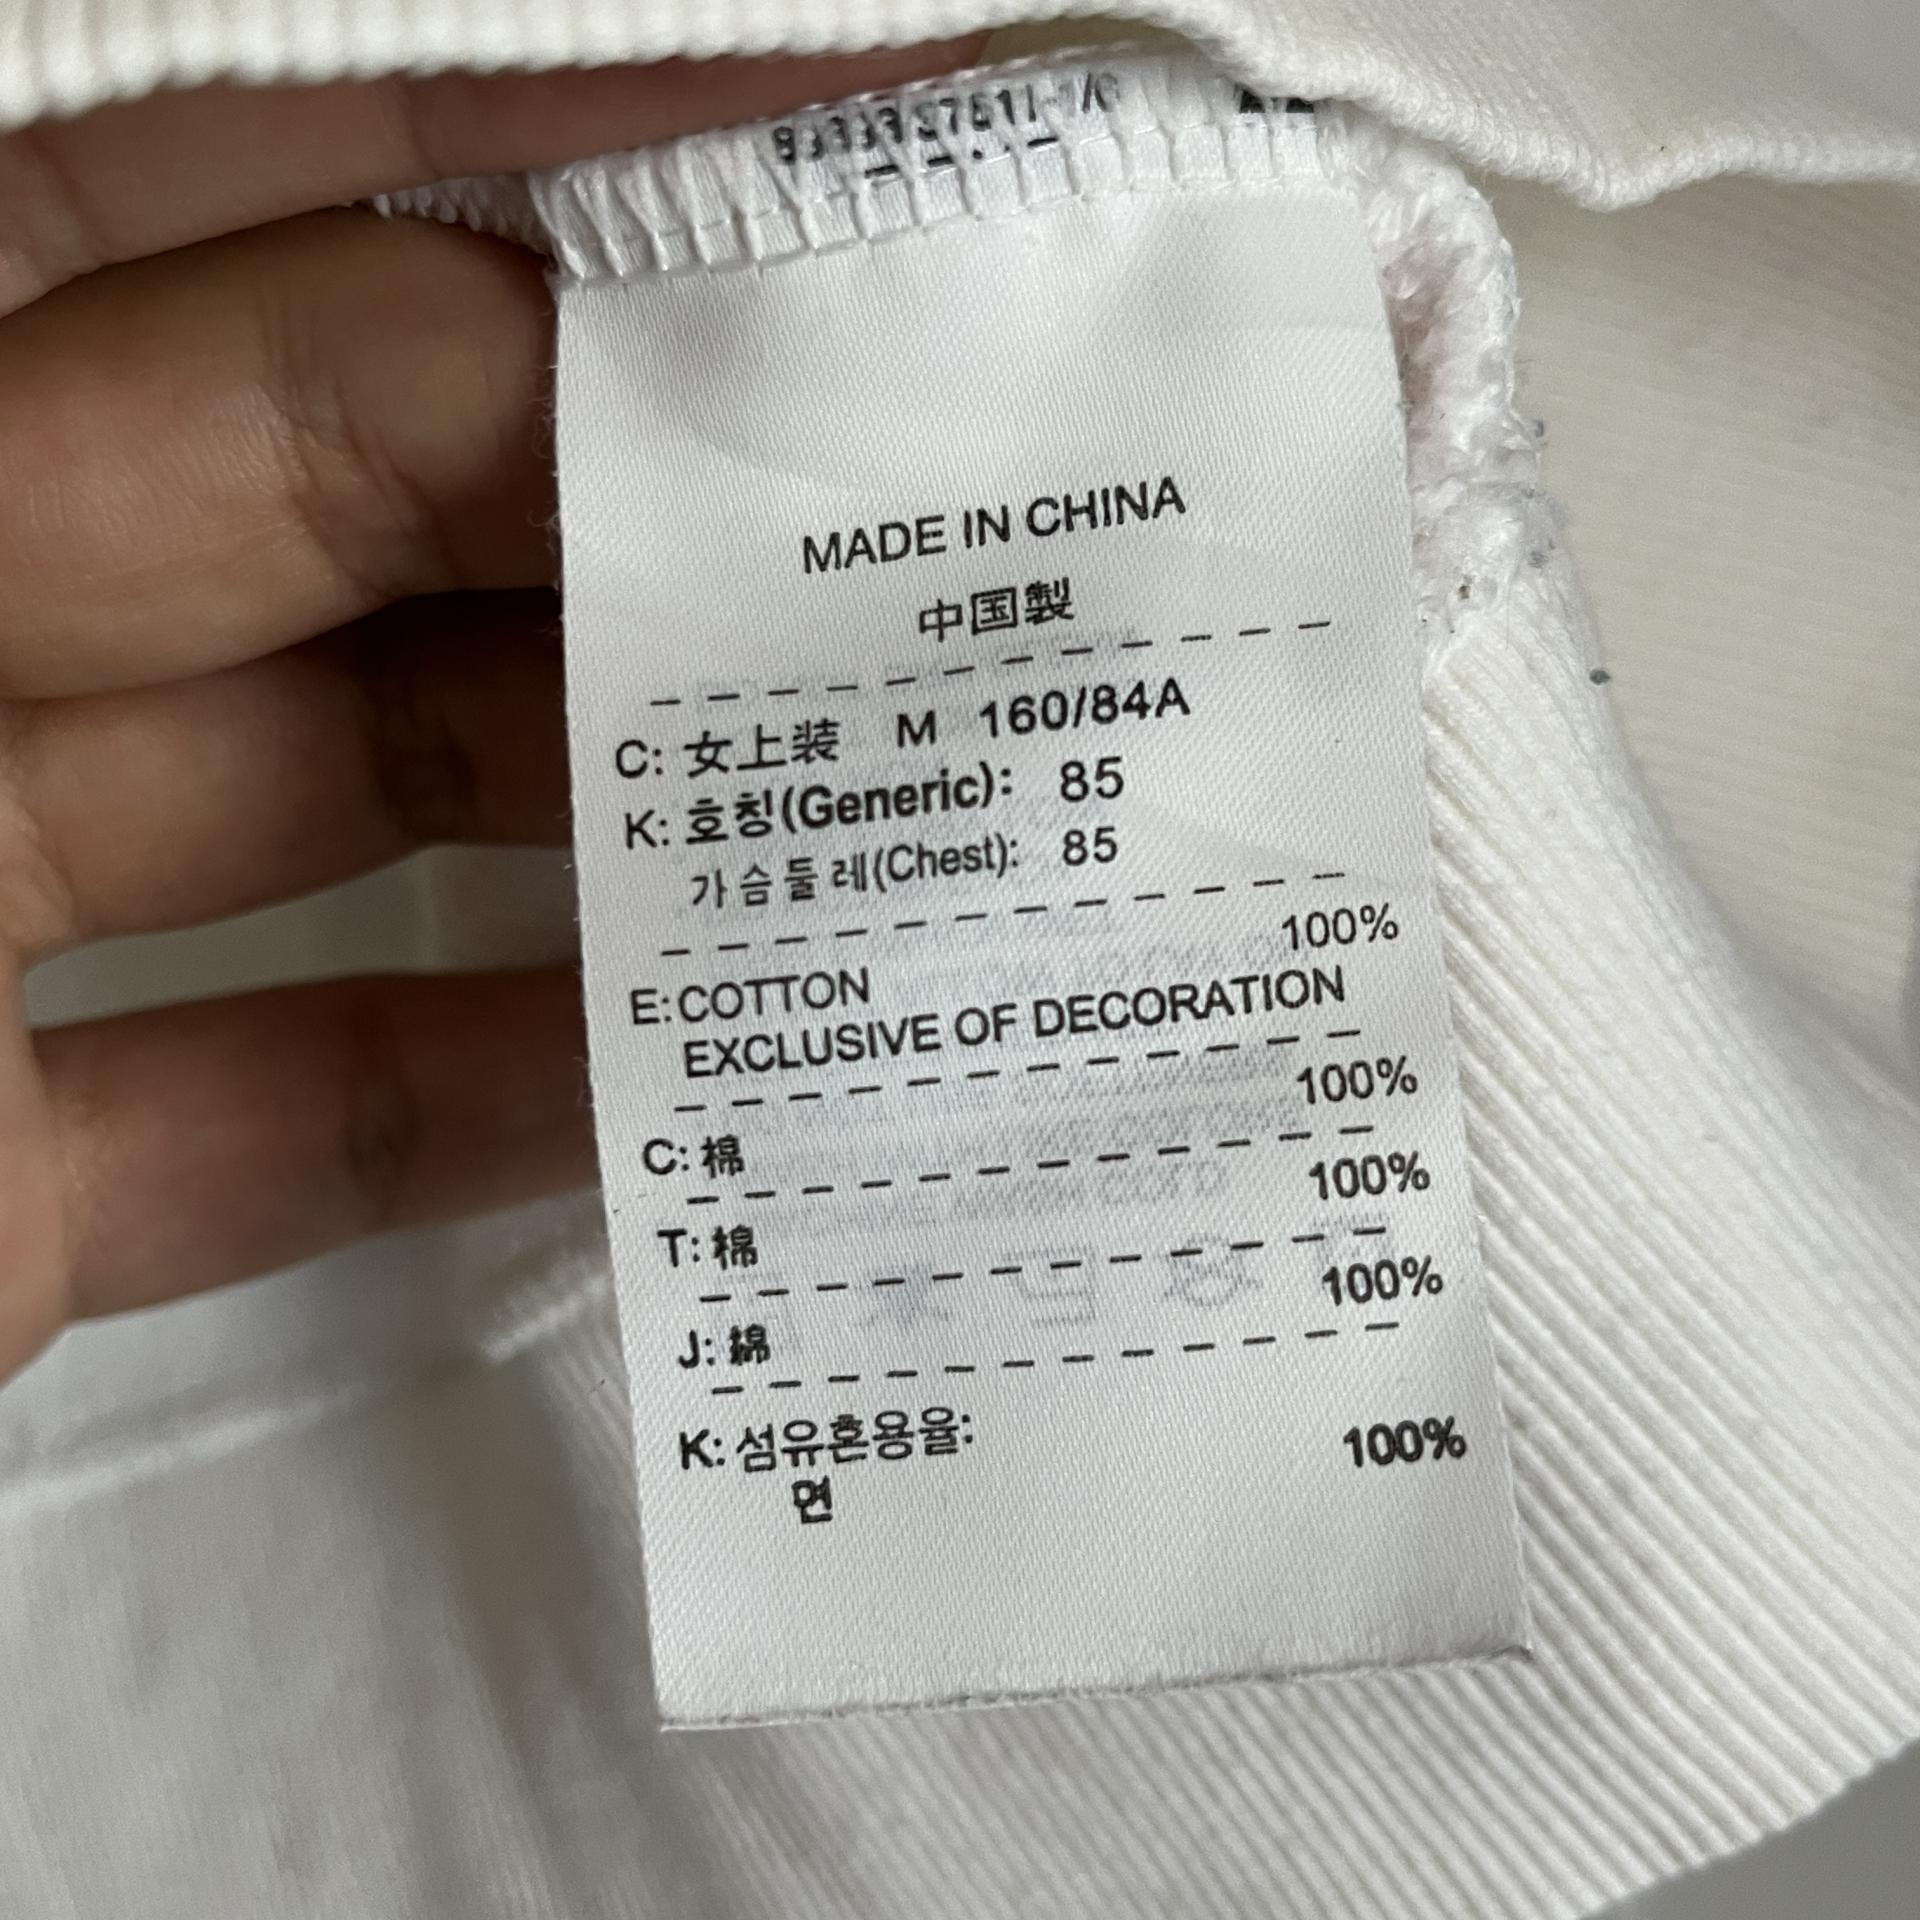 MADE IN CHINA
中国製
C: 女上装 M 160/84A
K: 호칭(Generic): 85
가슴둘레(Chest): 85
E: COTTON 100%
EXCLUSIVE OF DECORATION
C: 棉 100%
T: 棉 100%
J: 綿 100%
K: 섬유혼용율:
면 100%